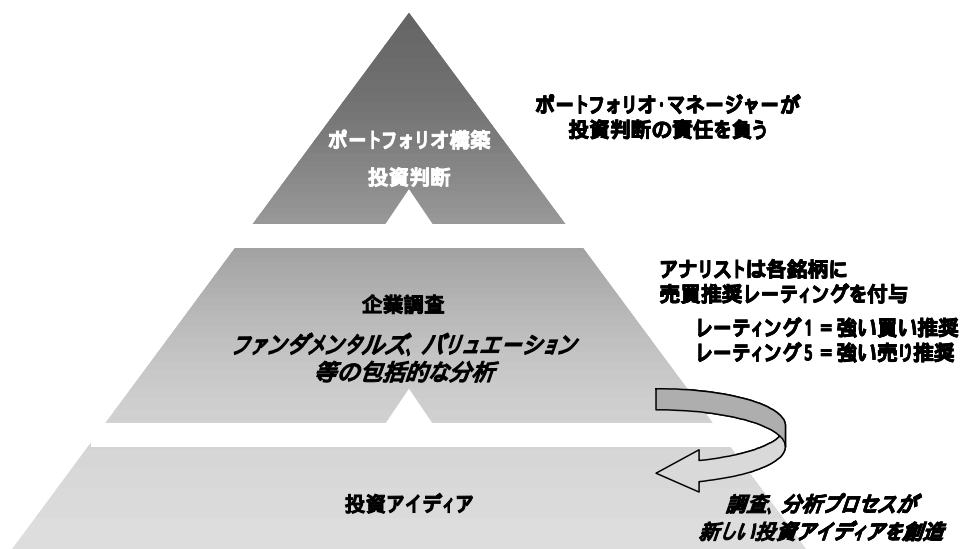 ポートフォリオ・マネージャーが
投資判断の責任を負う
ポートフォリオ構築
投資判断
アナリストは各銘柄に
売買推奨レーティングを付与
レーティング1 = 強い買い推奨
レーティング5 = 強い売り推奨
企業調査
ファンダメンタルズ、バリュエーション
等の包括的な分析
投資アイディア
調査、分析プロセスが
新しい投資アイディアを創造